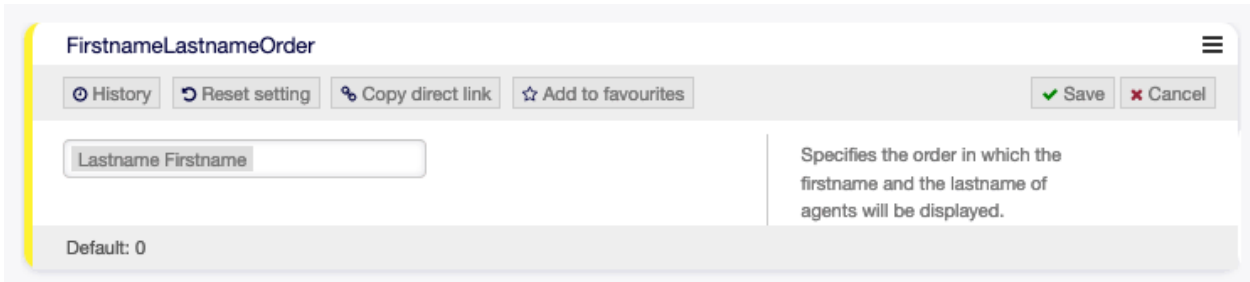 FirstnameLastnameOrder
History Reset setting Copy direct link Add to favourites Save Cancel
Lastname Firstname
Specifies the order in which the
firstname and the lastname of
agents will be displayed.
Default: 0